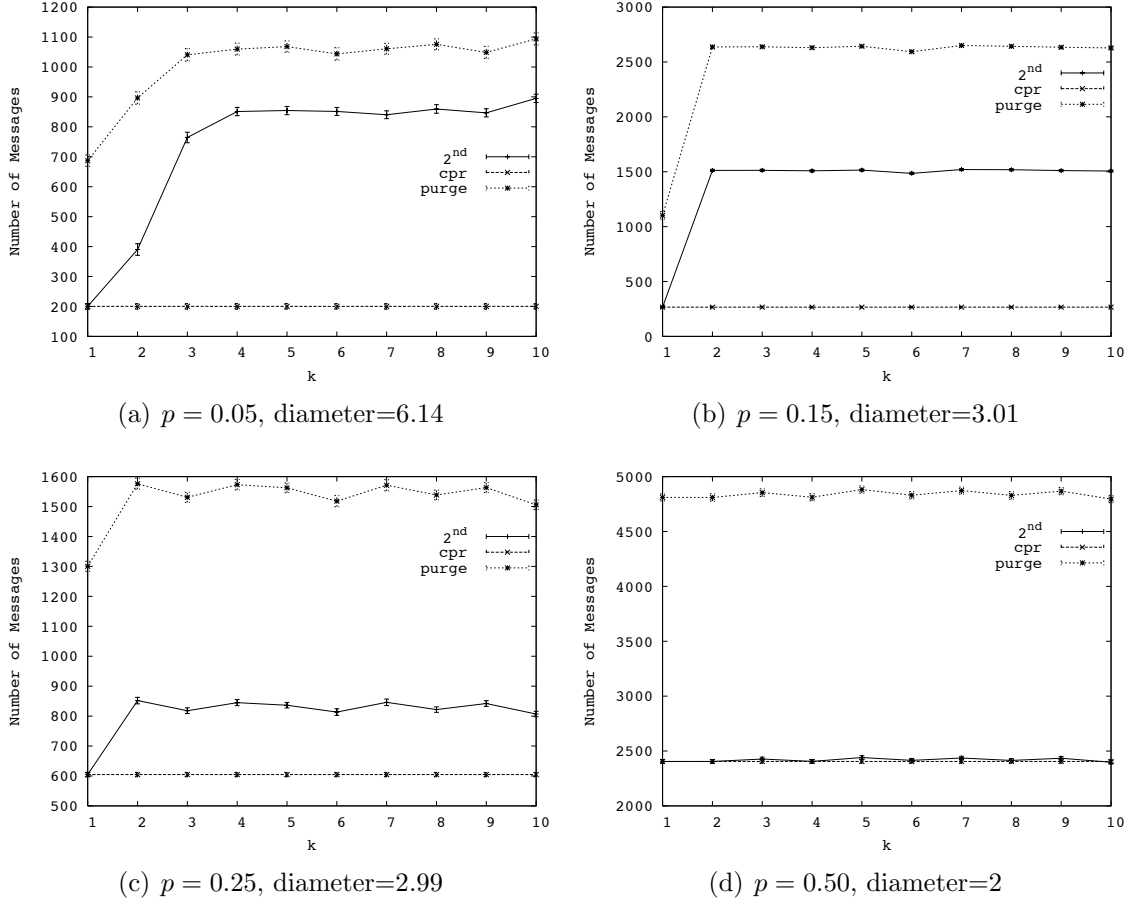 1200
1100
1000
900
800
700
600
500
400
300
200
100
Number of Messages
2nd
cpr
purge
1 2 3 4 5 6 7 8 9 10
k
(a) p = 0.05, diameter=6.14
3000
2500
2000
1500
1000
500
0
Number of Messages
2nd
cpr
purge
1 2 3 4 5 6 7 8 9 10
k
(b) p = 0.15, diameter=3.01
1600
1500
1400
1300
1200
1100
1000
900
800
700
600
500
Number of Messages
2nd
cpr
purge
1 2 3 4 5 6 7 8 9 10
k
(c) p = 0.25, diameter=2.99
5000
4500
4000
3500
3000
2500
2000
Number of Messages
2nd
cpr
purge
1 2 3 4 5 6 7 8 9 10
k
(d) p = 0.50, diameter=2